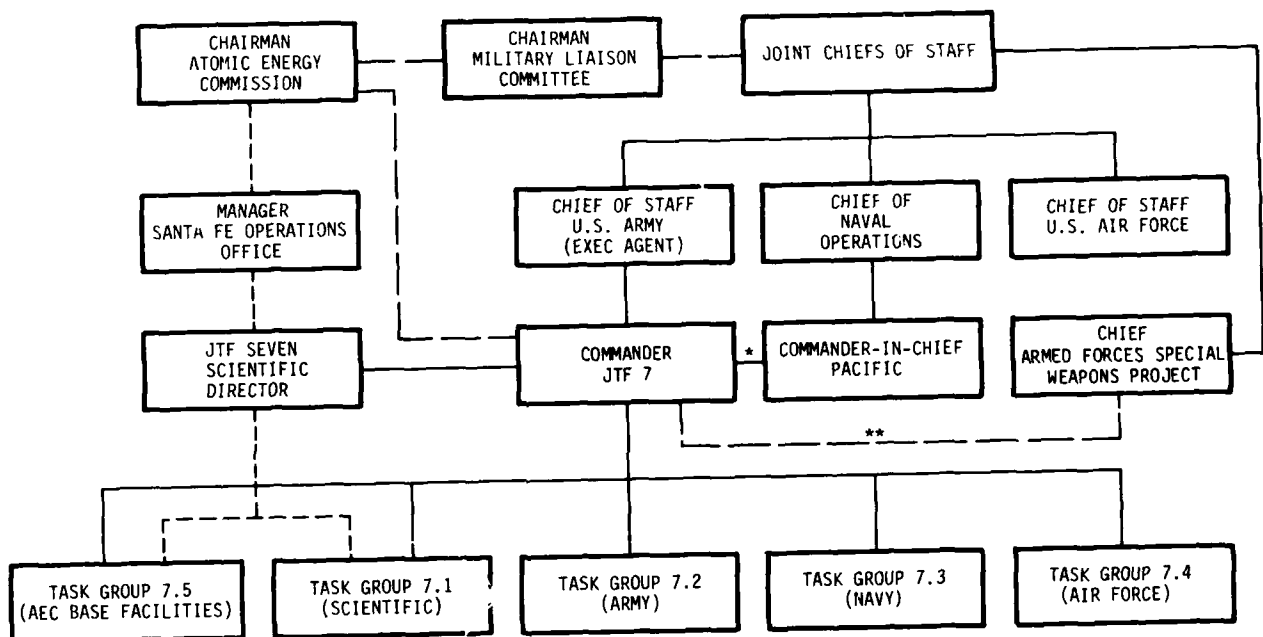 CHAIRMAN
ATOMIC ENERGY
COMMISSION
CHAIRMAN
MILITARY LIAISON
COMMITTEE
JOINT CHIEFS OF STAFF
MANAGER
SANTA FE OPERATIONS
OFFICE
CHIEF OF STAFF
U.S. ARMY
(EXEC AGENT)
CHIEF OF
NAVAL
OPERATIONS
CHIEF OF STAFF
U.S. AIR FORCE
JTF SEVEN
SCIENTIFIC
DIRECTOR
COMMANDER
JTF 7
*
COMMANDER-IN-CHIEF
PACIFIC
CHIEF
ARMED FORCES SPECIAL
WEAPONS PROJECT
**
TASK GROUP 7.5
(AEC BASE FACILITIES)
TASK GROUP 7.1
(SCIENTIFIC)
TASK GROUP 7.2
(ARMY)
TASK GROUP 7.3
(NAVY)
TASK GROUP 7.4
(AIR FORCE)